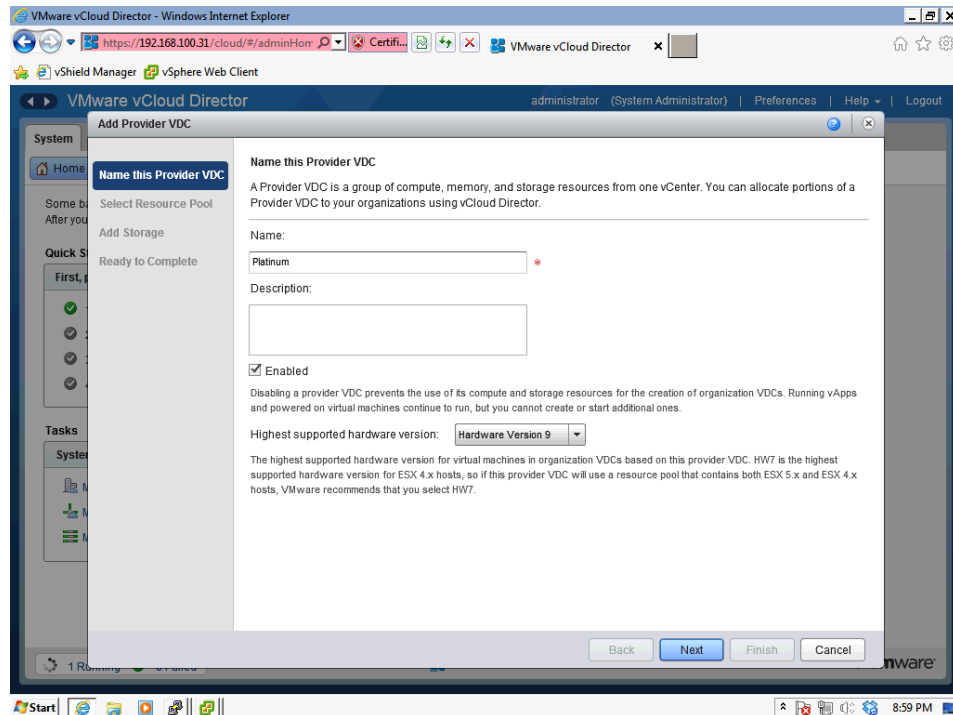 VMware vCloud Director - Windows Internet Explorer
https://192.168.100.31/cloud/#/adminHom Certifi... VMware vCloud Director
vShield Manager vSphere Web Client
VMware vCloud Director administrator (System Administrator) | Preferences | Help | Logout
Add Provider VDC
System
Home
Name this Provider VDC
Select Resource Pool
Add Storage
Ready to Complete
Some
After you
Quick
First,
Tasks
Name this Provider VDC
A Provider VDC is a group of compute, memory, and storage resources from one vCenter. You can allocate portions of a
Provider VDC to your organizations using vCloud Director.
Name:
Platinum *
Description:
Enabled
Disabling a provider VDC prevents the use of its compute and storage resources for the creation of organization VDCs. Running vApps
and powered on virtual machines continue to run, but you cannot create or start additional ones.
Highest supported hardware version: Hardware Version 9
The highest supported hardware version for virtual machines in organization VDCs based on this provider VDC. HW7 is the highest
supported hardware version for ESX 4.x hosts, so if this provider VDC will use a resource pool that contains both ESX 5.x and ESX 4.x
hosts, VMware recommends that you select HW7.
Back Next Finish Cancel
Start 8:59 PM